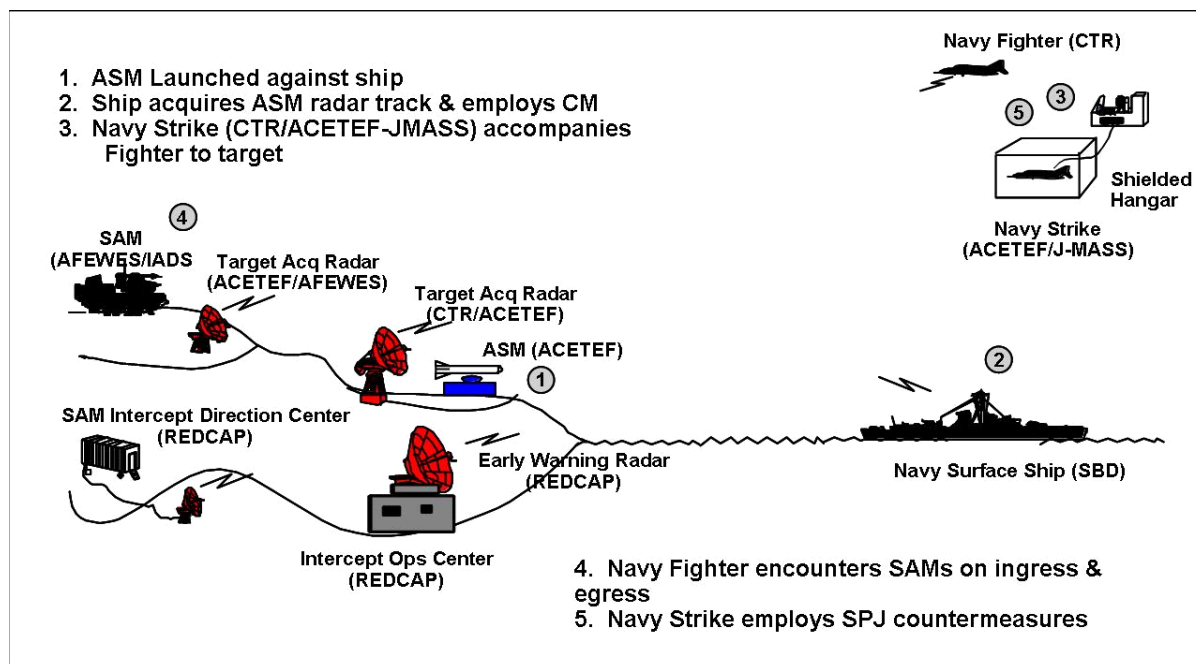 Navy Fighter (CTR)
1. ASM Launched against ship
2. Ship acquires ASM radar track & employs CM
3. Navy Strike (CTR/ACETEF-JMASS) accompanies
Fighter to target
3
5
Shielded
Hangar
Navy Strike
(ACETEF/J-MASS)
4
SAM
(AFEWES/IADS
Target Acq Radar
(ACETEF/AFEWES)
Target Acq Radar
(CTR/ACETEF)
ASM (ACETEF)
1
2
SAM Intercept Direction Center
(REDCAP)
Early Warning Radar
(REDCAP)
Navy Surface Ship (SBD)
Intercept Ops Center
(REDCAP)
4. Navy Fighter encounters SAMs on ingress &
egress
5. Navy Strike employs SPJ countermeasures